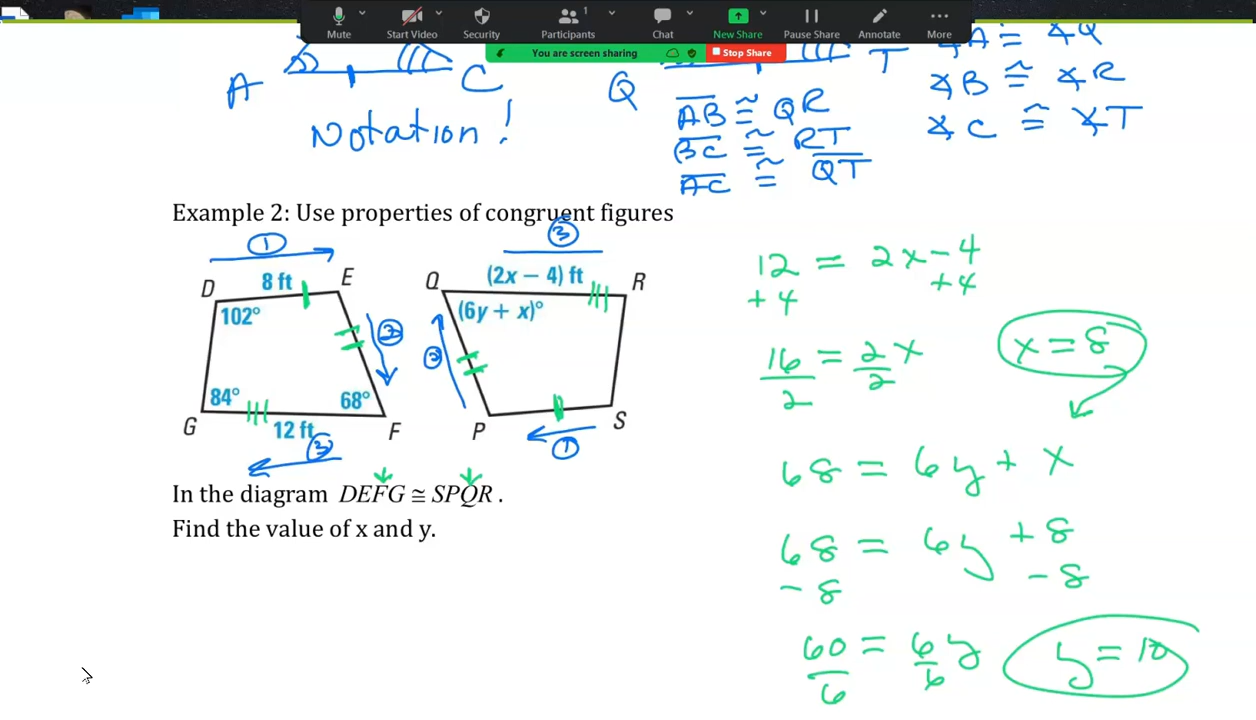 1
Mute
Start Video
Security
Participants
Chat
New Share
Pause Share
Annotate
More
You are screen sharing
Stop Share
A
C
Q
T
∡A ≅ ∡Q
∡B ≅ ∡R
∡C ≅ ∡T
Notation!
AB ≅ QR
BC ≅ RT
AC ≅ QT
Example 2: Use properties of congruent figures
1
3
D
8 ft
E
Q
(2x − 4) ft
R
102°
(6y + x)°
2
2
84°
68°
G
12 ft
F
P
S
3
1
In the diagram DEFG ≅ SPQR .
Find the value of x and y.
12 = 2x - 4
+4 +4
16 = 2x
2 2
x = 8
68 = 6y + x
68 = 6y + 8
- 8 - 8
60 = 6y
6 6
y = 10